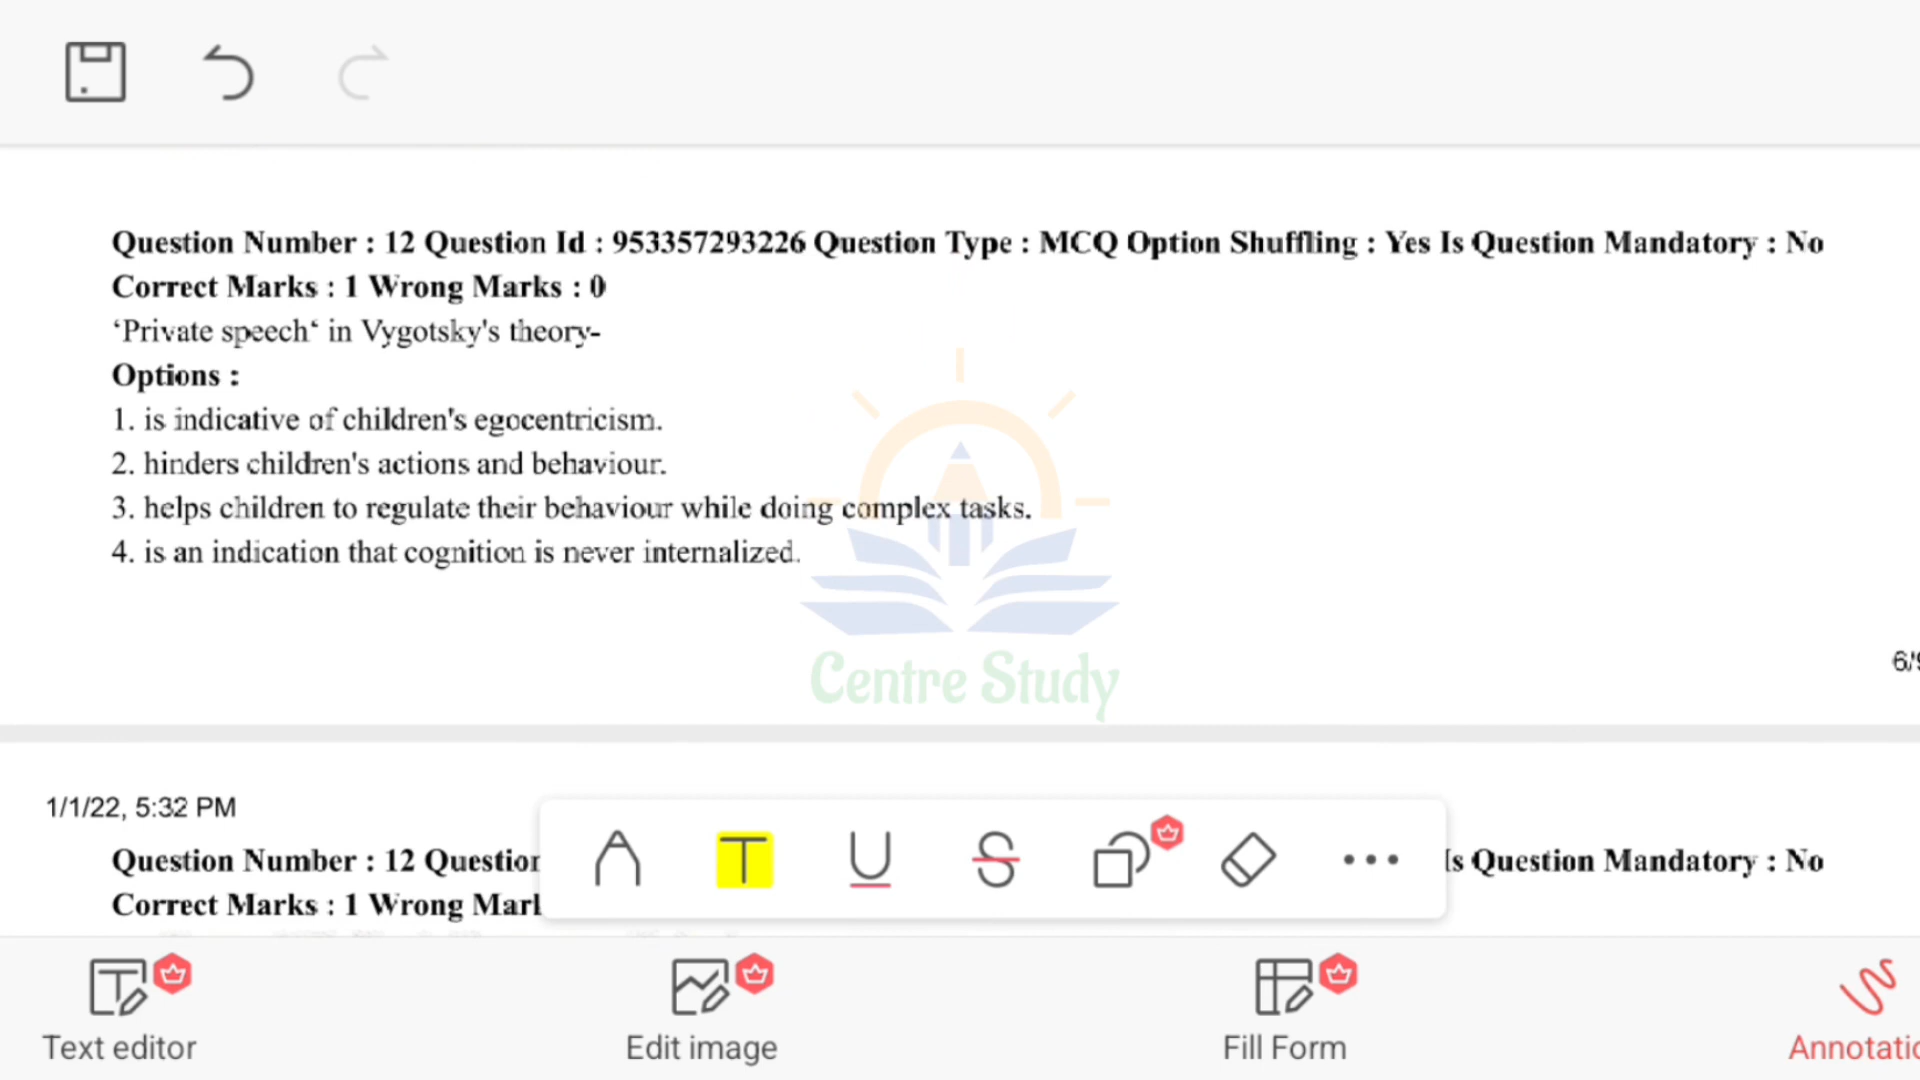 Question Number : 12 Question Id : 953357293226 Question Type : MCQ Option Shuffling : Yes Is Question Mandatory : No
Correct Marks : 1 Wrong Marks : 0
‘Private speech‘ in Vygotsky's theory-
Options :
1. is indicative of children's egocentricism.
2. hinders children's actions and behaviour.
3. helps children to regulate their behaviour while doing complex tasks.
4. is an indication that cognition is never internalized.
Centre Study
6/9
1/1/22, 5:32 PM
Question Number : 12 Question Is Question Mandatory : No
Correct Marks : 1 Wrong Mark
Text editor
Edit image
Fill Form
Annotatio